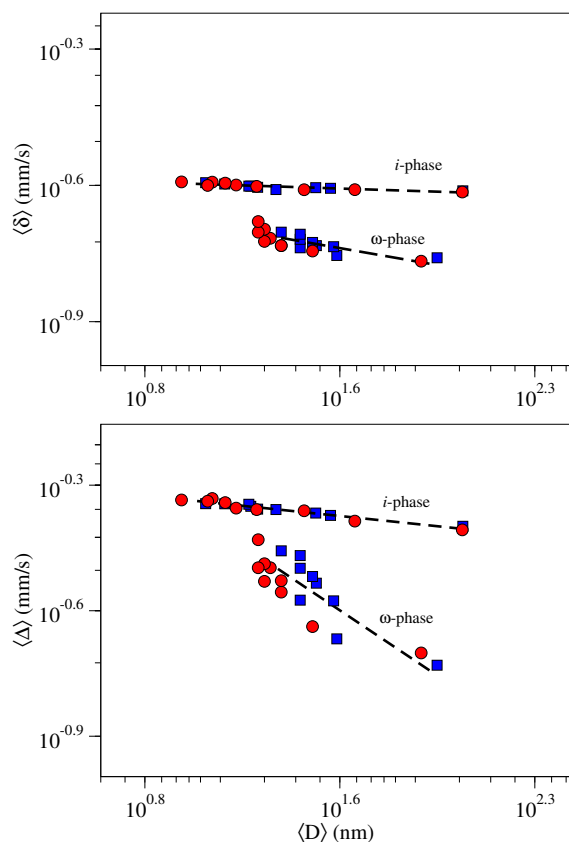 10^-0.3
10^-0.6
10^-0.9
⟨δ⟩ (mm/s)
i-phase
ω-phase
10^0.8 10^1.6 10^2.3
10^-0.3
10^-0.6
10^-0.9
⟨Δ⟩ (mm/s)
i-phase
ω-phase
10^0.8 10^1.6 10^2.3
⟨D⟩ (nm)